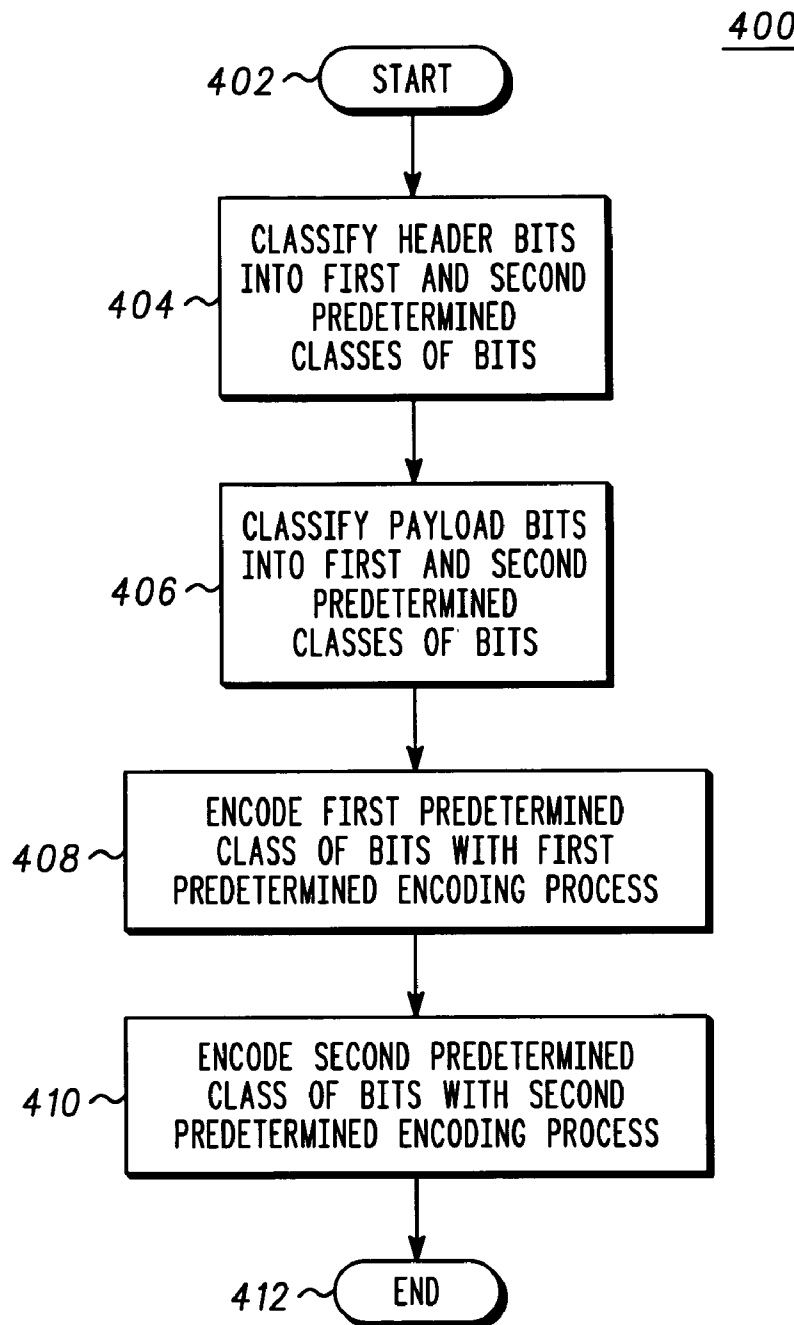 400
402
START
404
CLASSIFY HEADER BITS
INTO FIRST AND SECOND
PREDETERMINED
CLASSES OF BITS
406
CLASSIFY PAYLOAD BITS
INTO FIRST AND SECOND
PREDETERMINED
CLASSES OF BITS
408
ENCODE FIRST PREDETERMINED
CLASS OF BITS WITH FIRST
PREDETERMINED ENCODING PROCESS
410
ENCODE SECOND PREDETERMINED
CLASS OF BITS WITH SECOND
PREDETERMINED ENCODING PROCESS
412
END